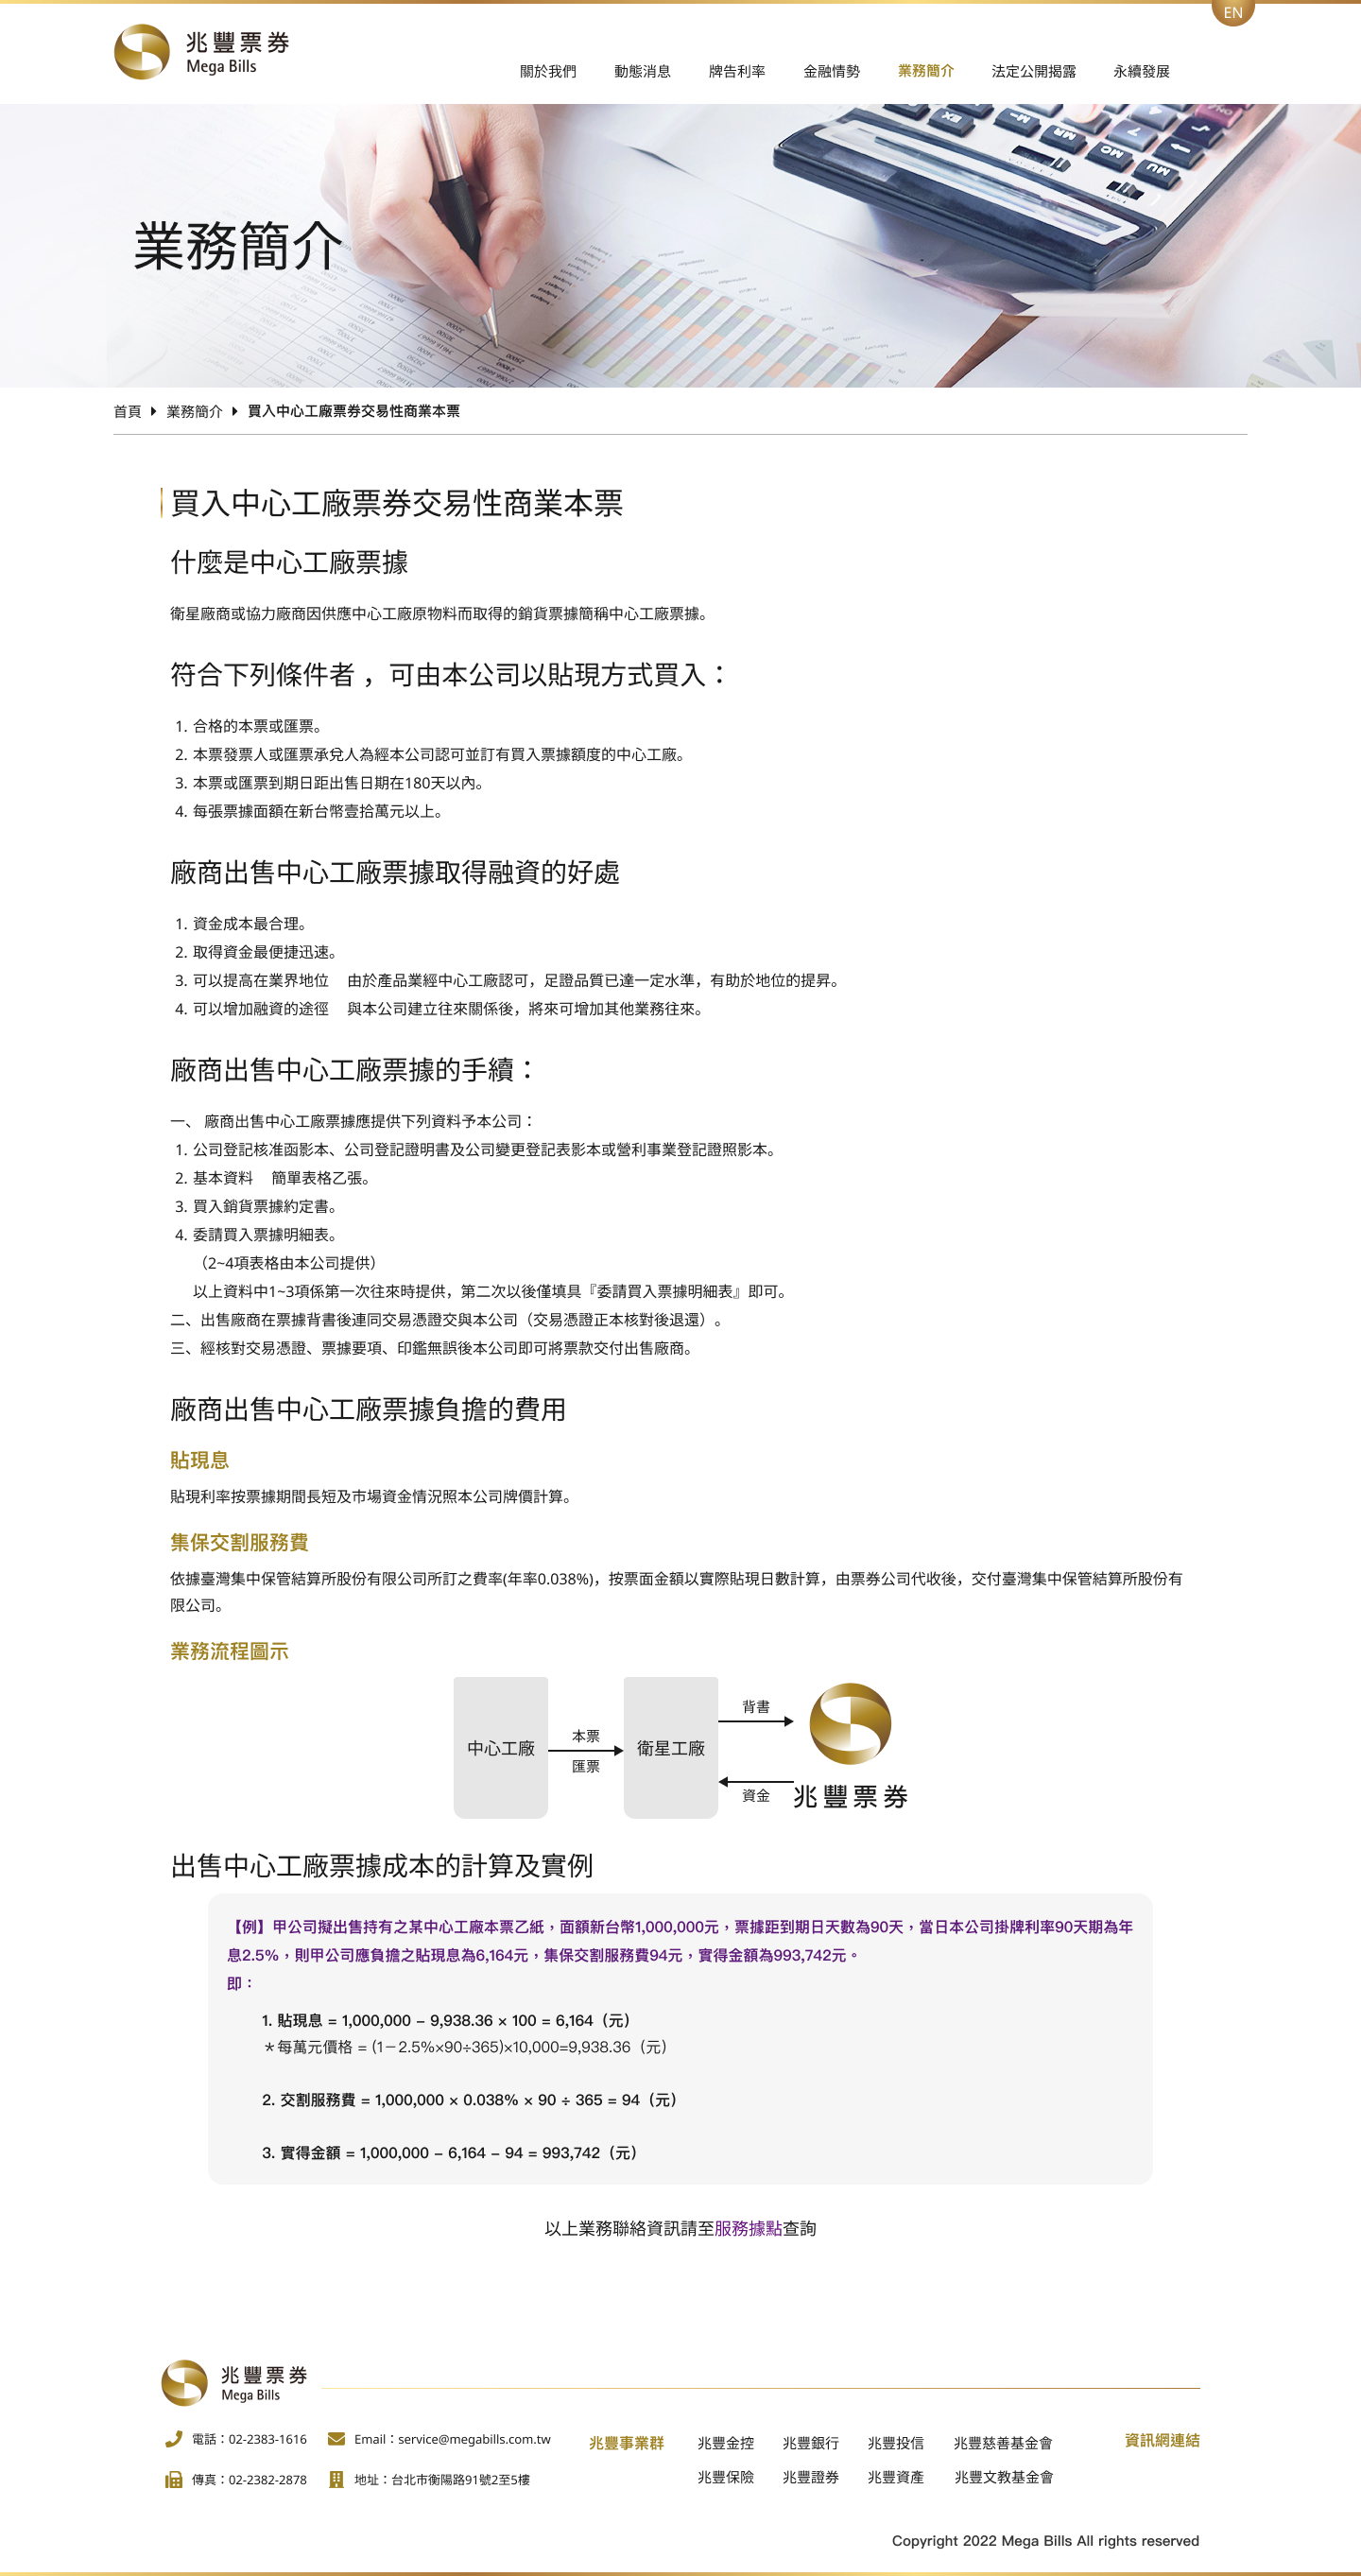 EN
兆豐票券
Mega Bills
關於我們 動態消息 牌告利率 金融情勢 業務簡介 法定公開揭露 永續發展
業務簡介
首頁 業務簡介 買入中心工廠票券交易性商業本票
買入中心工廠票券交易性商業本票
什麼是中心工廠票據
衛星廠商或協力廠商因供應中心工廠原物料而取得的銷貨票據簡稱中心工廠票據。
符合下列條件者 ，可由本公司以貼現方式買入：
1. 合格的本票或匯票。
2. 本票發票人或匯票承兌人為經本公司認可並訂有買入票據額度的中心工廠。
3. 本票或匯票到期日距出售日期在180天以內。
4. 每張票據面額在新台幣壹拾萬元以上。
廠商出售中心工廠票據取得融資的好處
1. 資金成本最合理。
2. 取得資金最便捷迅速。
3. 可以提高在業界地位 由於產品業經中心工廠認可，足證品質已達一定水準，有助於地位的提昇。
4. 可以增加融資的途徑 與本公司建立往來關係後，將來可增加其他業務往來。
廠商出售中心工廠票據的手續：
一、 廠商出售中心工廠票據應提供下列資料予本公司：
1. 公司登記核准函影本、公司登記證明書及公司變更登記表影本或營利事業登記證照影本。
2. 基本資料 簡單表格乙張。
3. 買入銷貨票據約定書。
4. 委請買入票據明細表。
（2~4項表格由本公司提供）
以上資料中1~3項係第一次往來時提供，第二次以後僅填具『委請買入票據明細表』即可。
二、出售廠商在票據背書後連同交易憑證交與本公司（交易憑證正本核對後退還）。
三、經核對交易憑證、票據要項、印鑑無誤後本公司即可將票款交付出售廠商。
廠商出售中心工廠票據負擔的費用
貼現息
貼現利率按票據期間長短及市場資金情況照本公司牌價計算。
集保交割服務費
依據臺灣集中保管結算所股份有限公司所訂之費率(年率0.038%)，按票面金額以實際貼現日數計算，由票券公司代收後，交付臺灣集中保管結算所股份有
限公司。
業務流程圖示
中心工廠
本票
匯票
衛星工廠
背書
資金
兆豐票券
出售中心工廠票據成本的計算及實例
【例】甲公司擬出售持有之某中心工廠本票乙紙，面額新台幣1,000,000元，票據距到期日天數為90天，當日本公司掛牌利率90天期為年
息2.5%，則甲公司應負擔之貼現息為6,164元，集保交割服務費94元，實得金額為993,742元。
即：
1. 貼現息 = 1,000,000 – 9,938.36 × 100 = 6,164（元）
＊每萬元價格 = (1－2.5%×90÷365)×10,000=9,938.36（元）
2. 交割服務費 = 1,000,000 × 0.038% × 90 ÷ 365 = 94（元）
3. 實得金額 = 1,000,000 – 6,164 – 94 = 993,742（元）
以上業務聯絡資訊請至服務據點查詢
兆豐票券
Mega Bills
電話：02-2383-1616 Email：service@megabills.com.tw
傳真：02-2382-2878 地址：台北市衡陽路91號2至5樓
兆豐事業群 兆豐金控 兆豐銀行 兆豐投信 兆豐慈善基金會
兆豐保險 兆豐證券 兆豐資產 兆豐文教基金會
資訊網連結
Copyright 2022 Mega Bills All rights reserved